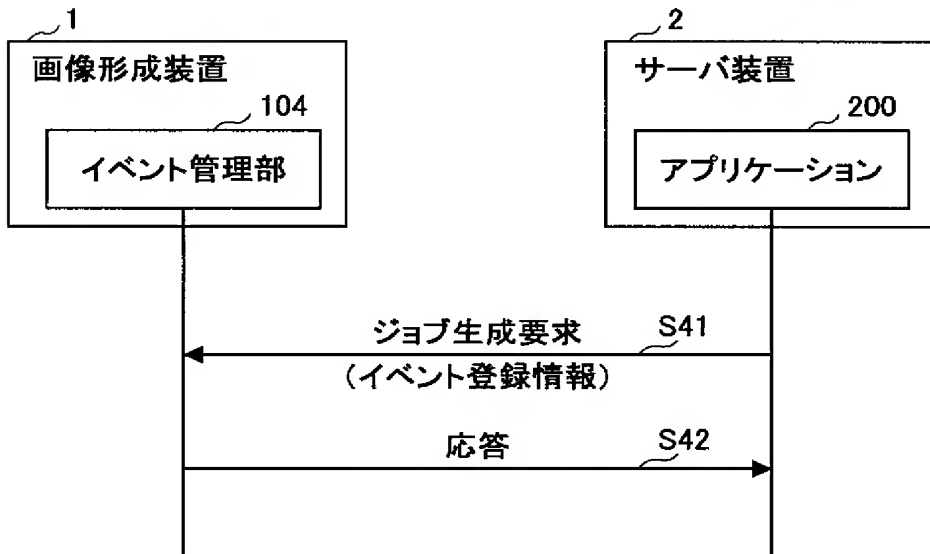 1
画像形成装置
104
イベント管理部
2
サーバ装置
200
アプリケーション
ジョブ生成要求
S41
（イベント登録情報）
応答
S42